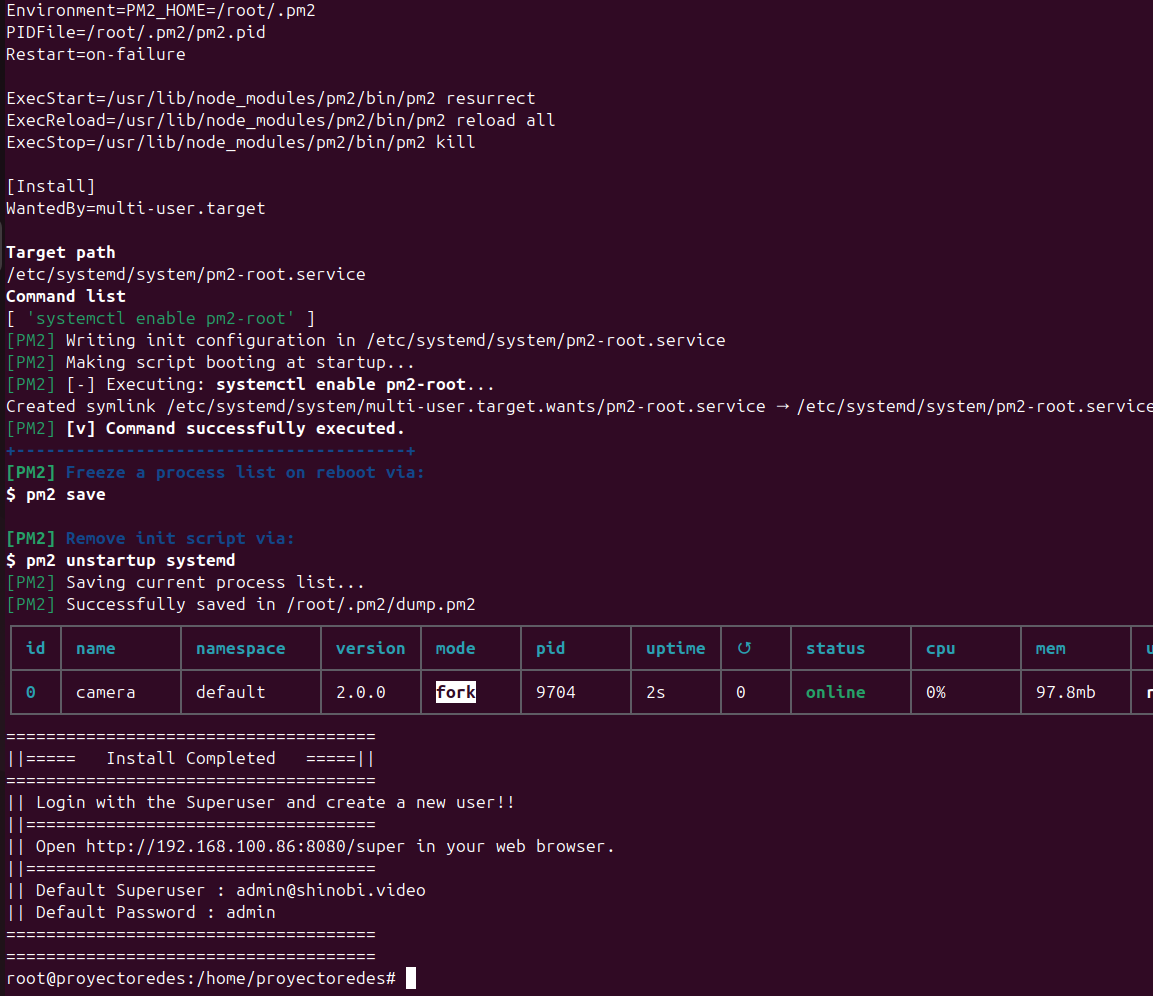 Environment=PM2_HOME=/root/.pm2
PIDFile=/root/.pm2/pm2.pid
Restart=on-failure

ExecStart=/usr/lib/node_modules/pm2/bin/pm2 resurrect
ExecReload=/usr/lib/node_modules/pm2/bin/pm2 reload all
ExecStop=/usr/lib/node_modules/pm2/bin/pm2 kill

[Install]
WantedBy=multi-user.target

Target path
/etc/systemd/system/pm2-root.service
Command list
[ 'systemctl enable pm2-root' ]
[PM2] Writing init configuration in /etc/systemd/system/pm2-root.service
[PM2] Making script booting at startup...
[PM2] [-] Executing: systemctl enable pm2-root...
Created symlink /etc/systemd/system/multi-user.target.wants/pm2-root.service → /etc/systemd/system/pm2-root.service
[PM2] [v] Command successfully executed.
+---------------------------------------+
[PM2] Freeze a process list on reboot via:
$ pm2 save

[PM2] Remove init script via:
$ pm2 unstartup systemd
[PM2] Saving current process list...
[PM2] Successfully saved in /root/.pm2/dump.pm2
id name namespace version mode pid uptime ↺ status cpu mem
0 camera default 2.0.0 fork 9704 2s 0 online 0% 97.8mb
=====================================
||===== Install Completed =====||
=====================================
|| Login with the Superuser and create a new user!!
||===================================
|| Open http://192.168.100.86:8080/super in your web browser.
||===================================
|| Default Superuser : admin@shinobi.video
|| Default Password : admin
=====================================
=====================================
root@proyectoredes:/home/proyectoredes#